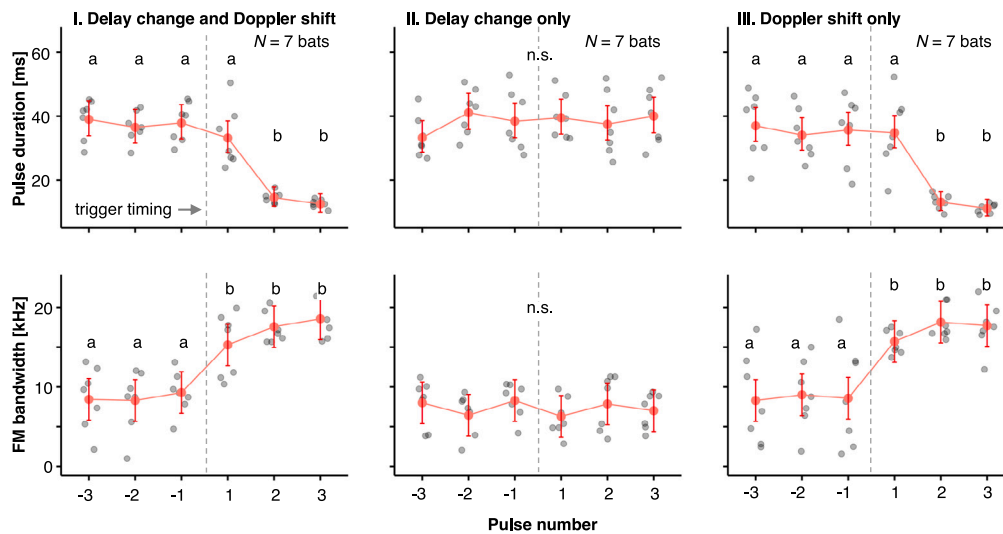 I. Delay change and Doppler shift
II. Delay change only
III. Doppler shift only
N = 7 bats
N = 7 bats
N = 7 bats
Pulse duration [ms]
60
40
20
a a a a
b b
trigger timing
n.s.
a a a a
b b
FM bandwidth [kHz]
20
10
0
a a a
b b b
n.s.
a a a
b b b
-3 -2 -1 1 2 3
-3 -2 -1 1 2 3
-3 -2 -1 1 2 3
Pulse number